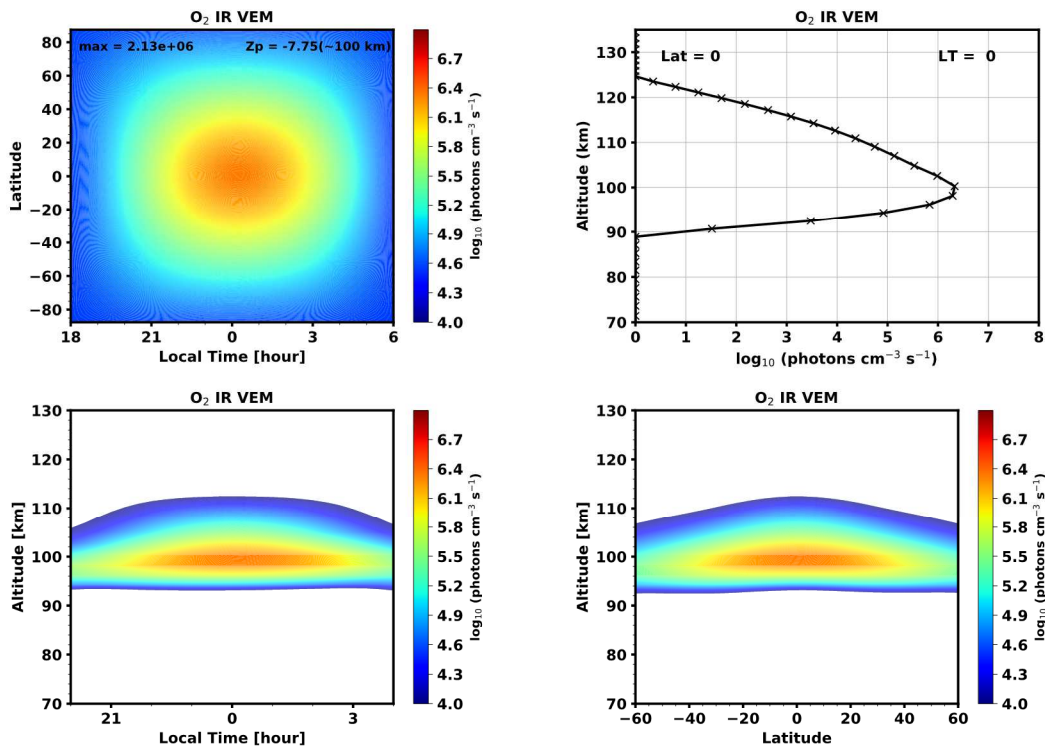 O₂ IR VEM
max = 2.13e+06 Zp = -7.75(~100 km)
Latitude
80
60
40
20
0
−20
−40
−60
−80
18 21 0 3 6
Local Time [hour]
6.7
6.4
6.1
5.8
5.5
5.2
4.9
4.6
4.3
4.0
log₁₀ (photons cm⁻³ s⁻¹)
O₂ IR VEM
Lat = 0 LT = 0
Altitude (km)
130
120
110
100
90
80
70
0 1 2 3 4 5 6 7 8
log₁₀ (photons cm⁻³ s⁻¹)
O₂ IR VEM
Altitude [km]
130
120
110
100
90
80
70
21 0 3
Local Time [hour]
6.7
6.4
6.1
5.8
5.5
5.2
4.9
4.6
4.3
4.0
log₁₀ (photons cm⁻³ s⁻¹)
O₂ IR VEM
Altitude [km]
130
120
110
100
90
80
70
−60 −40 −20 0 20 40 60
Latitude
6.7
6.4
6.1
5.8
5.5
5.2
4.9
4.6
4.3
4.0
log₁₀ (photons cm⁻³ s⁻¹)